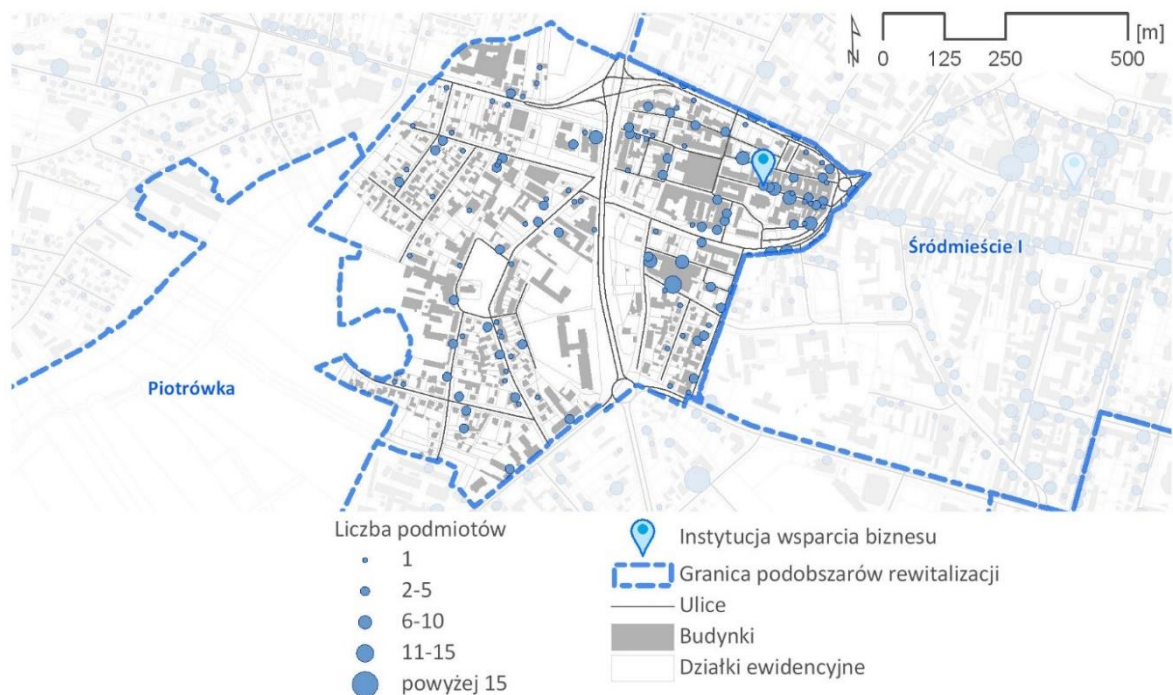 N
[m]
0 125 250 500
Śródmieście I
Piotrówka
Liczba podmiotów
1
2-5
6-10
11-15
powyżej 15
Instytucja wsparcia biznesu
Granica podobszarów rewitalizacji
Ulice
Budynki
Działki ewidencyjne